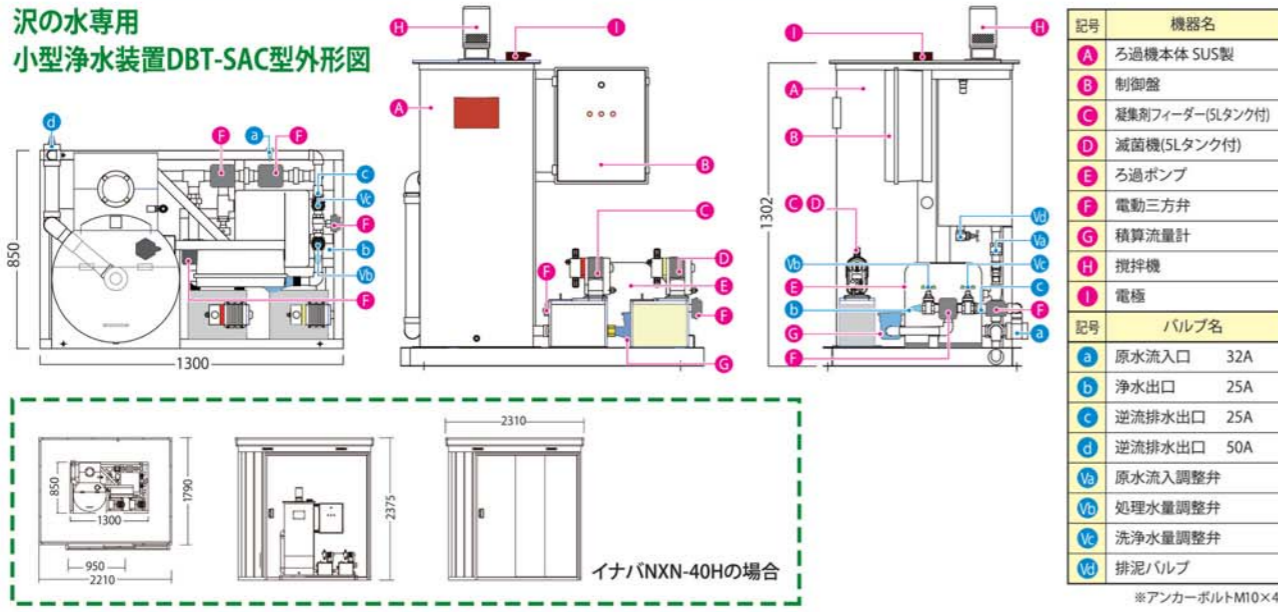 沢の水専用
小型浄水装置DBT-SAC型外形図
d
F
a
F
c
Vc
F
b
Vb
F
850
1300
H
I
A
B
C
D
F
E
F
G
I
H
A
B
1302
C D
Vd
Va
Vb
Vc
E
c
b
F
G
a
F
850
1300
1790
950
2210
2375
2310
イナバNXN-40Hの場合
記号 機器名
A ろ過機本体 SUS製
B 制御盤
C 凝集剤フィーダー(5Lタンク付)
D 滅菌機(5Lタンク付)
E ろ過ポンプ
F 電動三方弁
G 積算流量計
H 撹拌機
I 電極
記号 バルブ名
a 原水流入口 32A
b 浄水出口 25A
c 逆流排水出口 25A
d 逆流排水出口 50A
Va 原水流入調整弁
Vb 処理水量調整弁
Vc 洗浄水量調整弁
Vd 排泥バルブ
※アンカーボルトM10×4